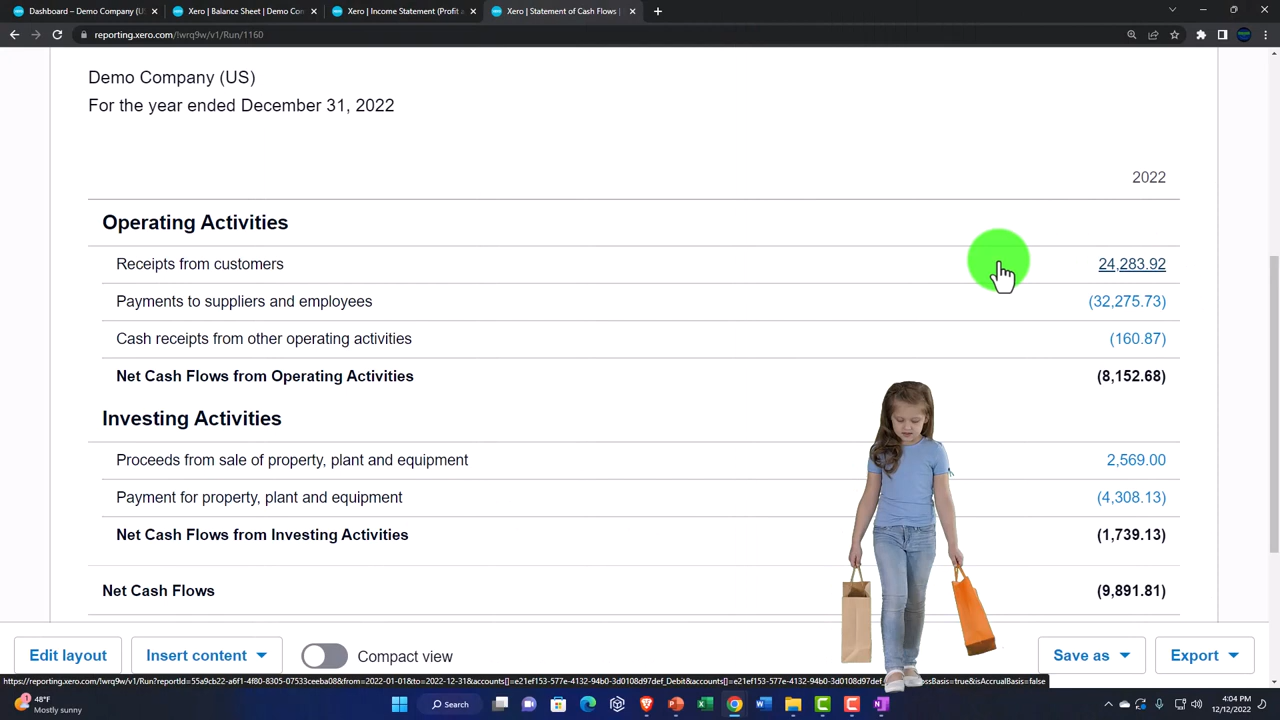 Dashboard – Demo Company (U
Xero | Balance Sheet | Demo Con
Xero | Income Statement (Profit a
Xero | Statement of Cash Flows |
reporting.xero.com/lwrq9w/v1/Run/1160
Demo Company (US)
For the year ended December 31, 2022
2022
Operating Activities
Receipts from customers 24,283.92
Payments to suppliers and employees (32,275.73)
Cash receipts from other operating activities (160.87)
Net Cash Flows from Operating Activities (8,152.68)
Investing Activities
Proceeds from sale of property, plant and equipment 2,569.00
Payment for property, plant and equipment (4,308.13)
Net Cash Flows from Investing Activities (1,739.13)
Net Cash Flows (9,891.81)
Edit layout Insert content Compact view Save as Export
48°F
Mostly sunny
Search
4:04 PM
12/12/2022